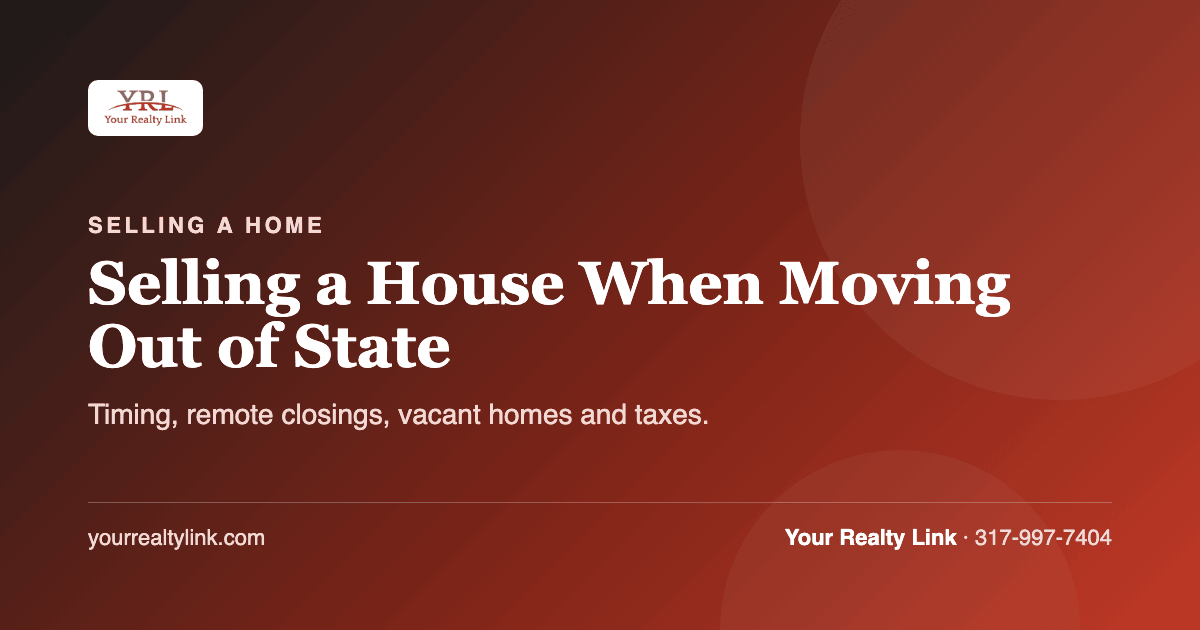 YRL
Your Realty Link
SELLING A HOME
Selling a House When Moving
Out of State
Timing, remote closings, vacant homes and taxes.
yourrealtylink.com
Your Realty Link · 317-997-7404